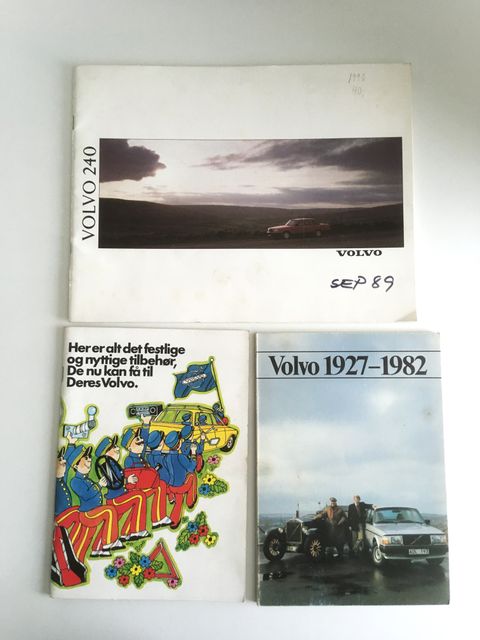 1990
40,
VOLVO 240
VOLVO
SEP 89
Her er alt det festlige
og nyttige tilbehør,
De nu kan få til
Deres Volvo.
VOLVO
Volvo 1927–1982